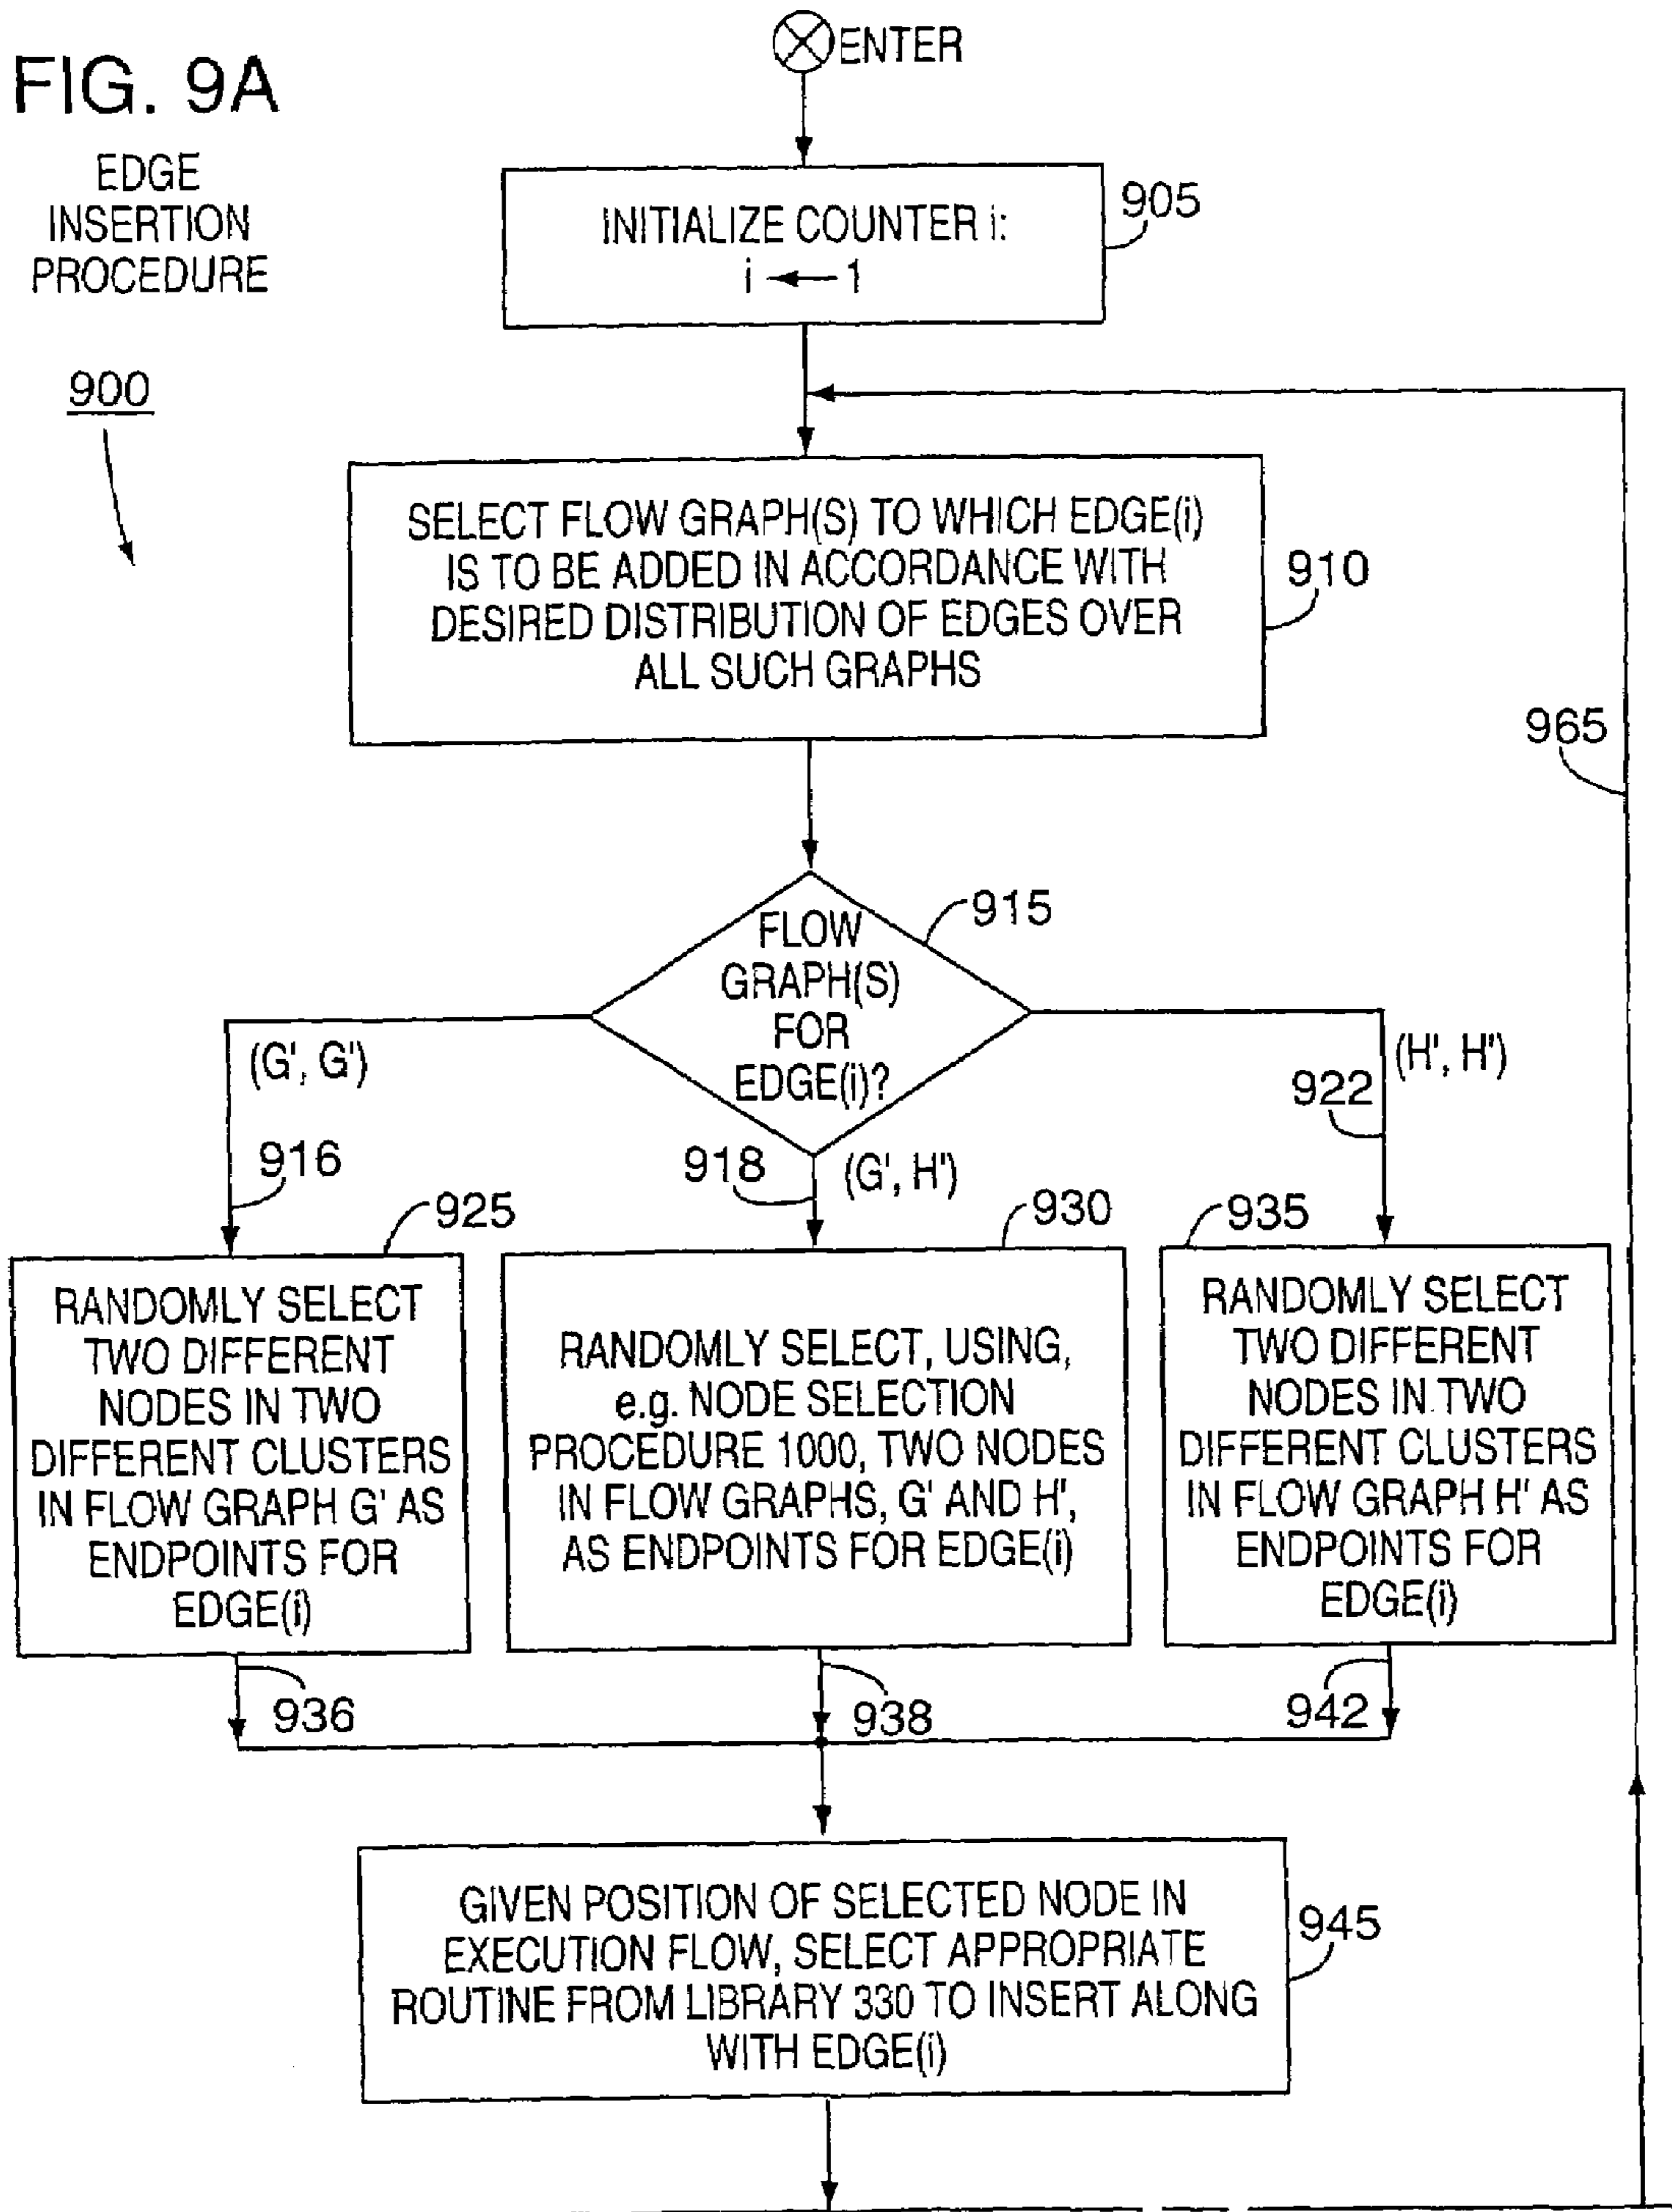 FIG. 9A
EDGE
INSERTION
PROCEDURE
900
ENTER
INITIALIZE COUNTER i:
i ← 1
905
SELECT FLOW GRAPH(S) TO WHICH EDGE(i)
IS TO BE ADDED IN ACCORDANCE WITH
DESIRED DISTRIBUTION OF EDGES OVER
ALL SUCH GRAPHS
910
965
FLOW
GRAPH(S)
FOR
EDGE(i)?
915
(G', G')
916
918
(G', H')
922
(H', H')
925
RANDOMLY SELECT
TWO DIFFERENT
NODES IN TWO
DIFFERENT CLUSTERS
IN FLOW GRAPH G' AS
ENDPOINTS FOR
EDGE(i)
930
RANDOMLY SELECT, USING,
e.g. NODE SELECTION
PROCEDURE 1000, TWO NODES
IN FLOW GRAPHS, G' AND H',
AS ENDPOINTS FOR EDGE(i)
935
RANDOMLY SELECT
TWO DIFFERENT
NODES IN TWO
DIFFERENT CLUSTERS
IN FLOW GRAPH H' AS
ENDPOINTS FOR
EDGE(i)
936
938
942
GIVEN POSITION OF SELECTED NODE IN
EXECUTION FLOW, SELECT APPROPRIATE
ROUTINE FROM LIBRARY 330 TO INSERT ALONG
WITH EDGE(i)
945